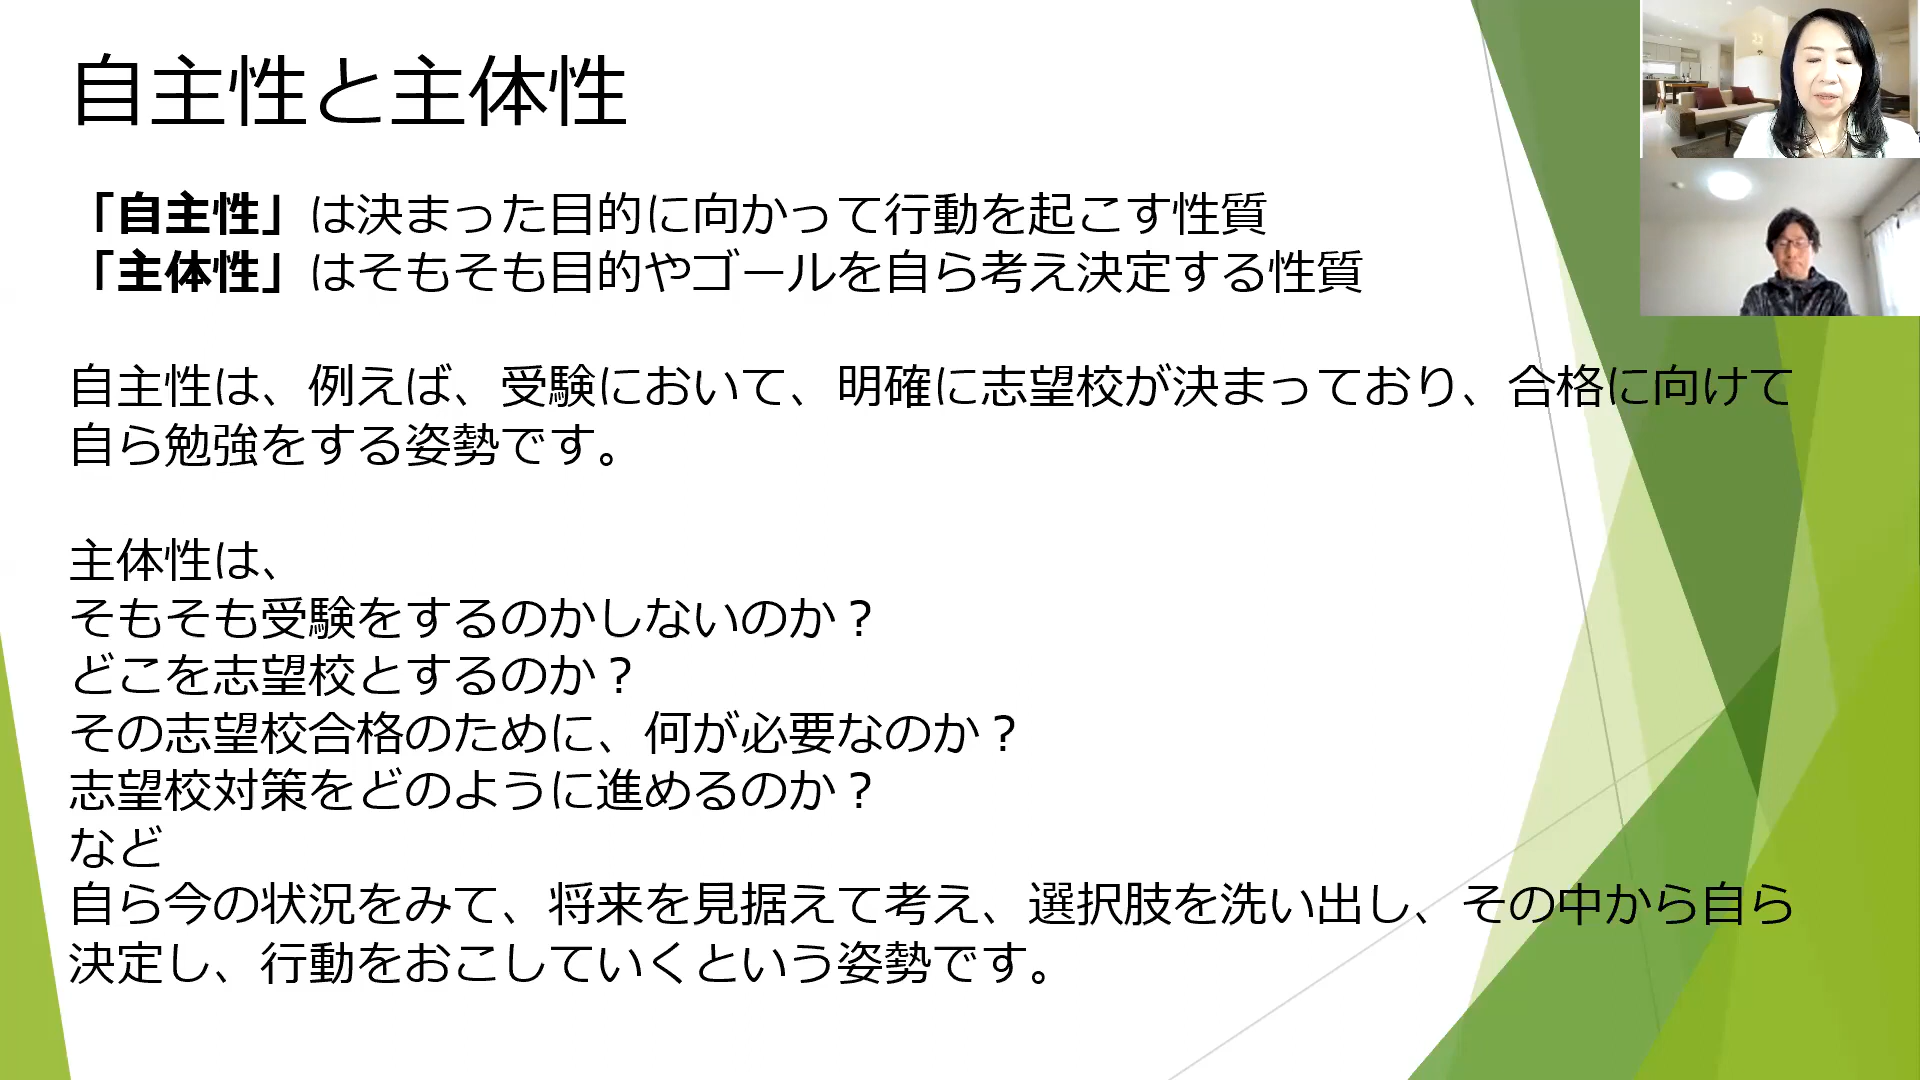 自主性と主体性
「自主性」は決まった目的に向かって行動を起こす性質
「主体性」はそもそも目的やゴールを自ら考え決定する性質
自主性は、例えば、受験において、明確に志望校が決まっており、合格に向けて
自ら勉強をする姿勢です。
主体性は、
そもそも受験をするのかしないのか？
どこを志望校とするのか？
その志望校合格のために、何が必要なのか？
志望校対策をどのように進めるのか？
など
自ら今の状況をみて、将来を見据えて考え、選択肢を洗い出し、その中から自ら
決定し、行動をおこしていくという姿勢です。